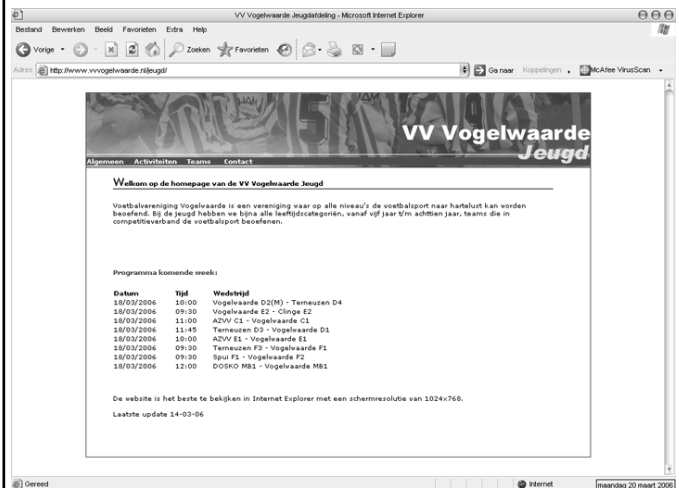 VV Vogelwaarde Jeugdafdeling - Microsoft Internet Explorer
Bestand Bewerken Beeld Favorieten Extra Help
Vorige Zoeken Favorieten
Adres http://www.vvvogelwaarde.nl/jeugd/ Ga naar Koppelingen McAfee VirusScan
VV Vogelwaarde
Jeugd
Algemeen Activiteiten Teams Contact
Welkom op de homepage van de VV Vogelwaarde Jeugd
Voetbalvereniging Vogelwaarde is een vereniging waar op alle niveau's de voetbalsport naar hartelust kan worden
beoefend. Bij de jeugd hebben we bijna alle leeftijdscategoriën, vanaf vijf jaar t/m achttien jaar, teams die in
competitieverband de voetbalsport beoefenen.
Programma komende week:
Datum Tijd Wedstrijd
18/03/2006 10:00 Vogelwaarde D2(M) - Terneuzen D4
18/03/2006 09:30 Vogelwaarde E2 - Clinge E2
18/03/2006 11:00 AZVV C1 - Vogelwaarde C1
18/03/2006 11:45 Terneuzen D3 - Vogelwaarde D1
18/03/2006 10:00 AZVV E1 - Vogelwaarde E1
18/03/2006 09:30 Terneuzen F3 - Vogelwaarde F1
18/03/2006 09:30 Spui F1 - Vogelwaarde F2
18/03/2006 12:00 DOSKO MB1 - Vogelwaarde MB1
De website is het beste te bekijken in Internet Explorer met een schermresolutie van 1024x768.
Laatste update 14-03-06
Gereed Internet maandag 20 maart 2006